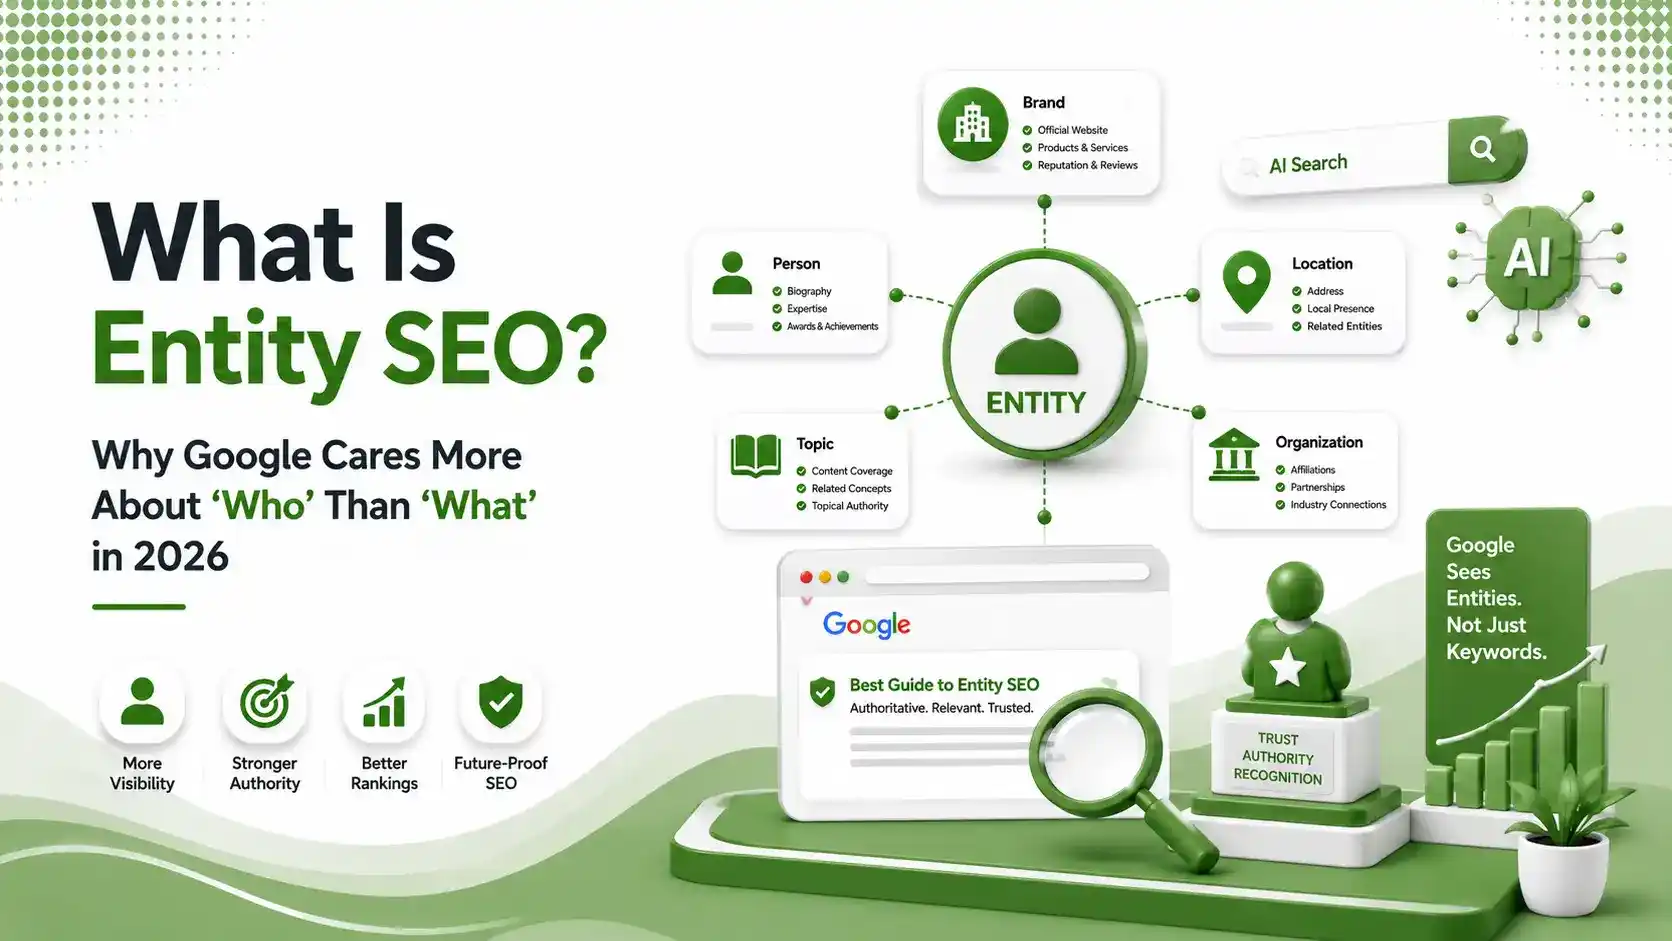 What Is
Entity SEO?
Why Google Cares More
About ‘Who’ Than ‘What’
in 2026
More
Visibility
Stronger
Authority
Better
Rankings
Future-Proof
SEO
Brand
Official Website
Products & Services
Reputation & Reviews
AI Search
AI
Person
Biography
Expertise
Awards & Achievements
Location
Address
Local Presence
Related Entities
ENTITY
Topic
Content Coverage
Related Concepts
Topical Authority
Organization
Affiliations
Partnerships
Industry Connections
Google
Best Guide to Entity SEO
Authoritative. Relevant. Trusted.
TRUST
AUTHORITY
RECOGNITION
Google
Sees
Entities.
Not Just
Keywords.